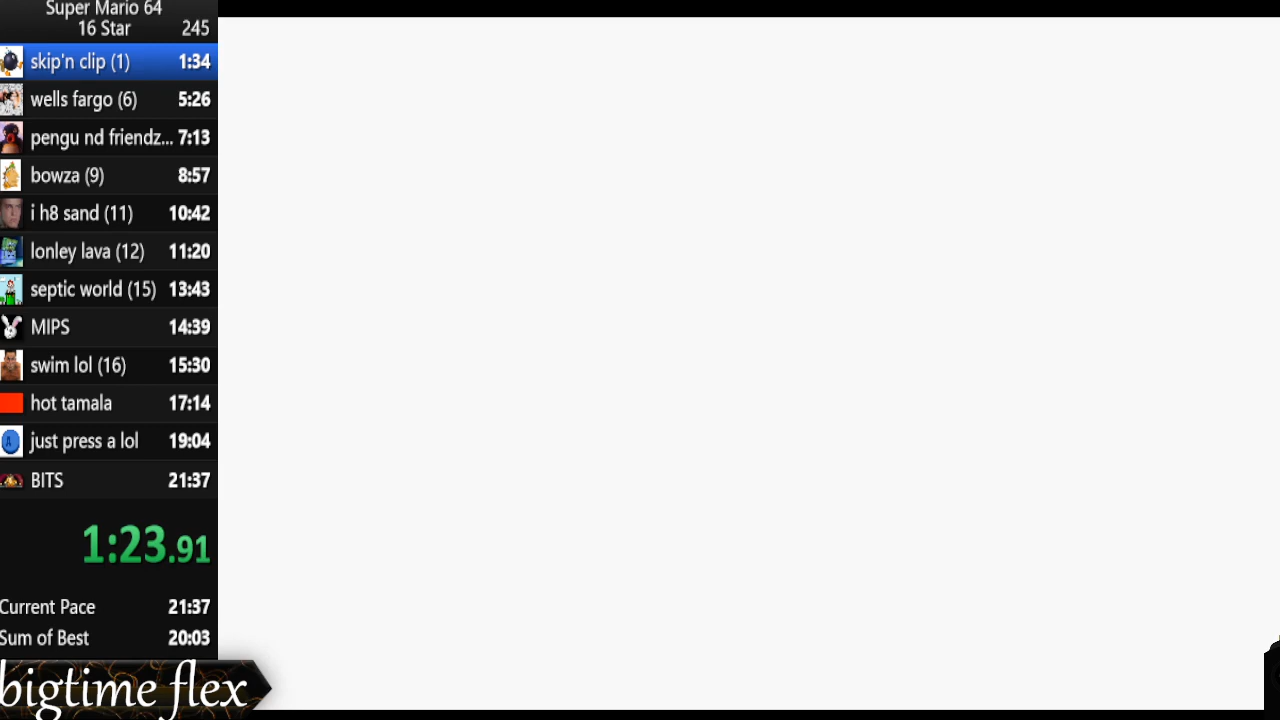 Super Mario 64
16 Star 245
skip'n clip (1) 1:34
wells fargo (6) 5:26
pengu nd friendz... 7:13
bowza (9) 8:57
i h8 sand (11) 10:42
lonley lava (12) 11:20
septic world (15) 13:43
MIPS 14:39
swim lol (16) 15:30
hot tamala 17:14
just press a lol 19:04
BITS 21:37
1:23.91
Current Pace 21:37
Sum of Best 20:03
bigtime flex